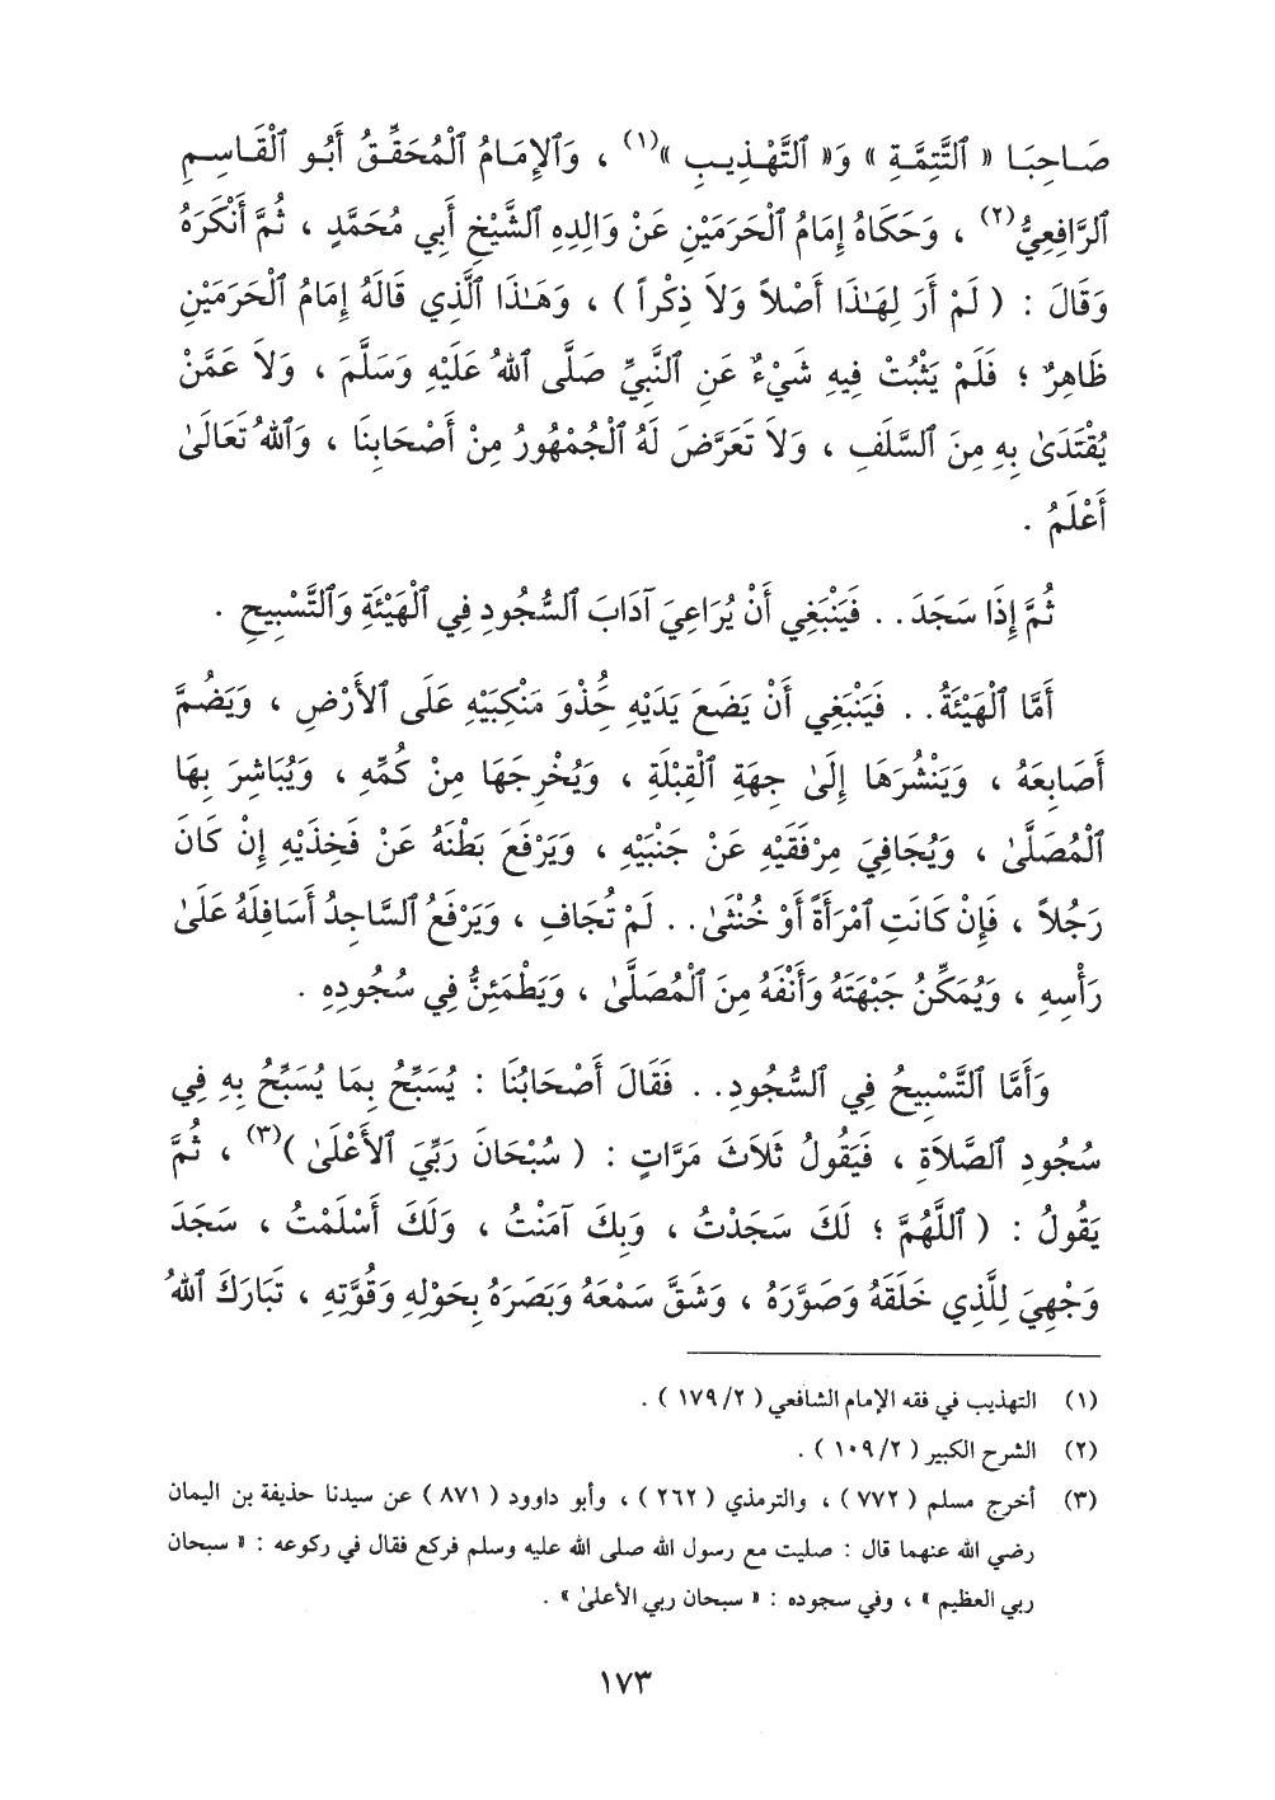 صَاحِبَا « ٱلتَّتِمَّةِ » وَ« ٱلتَّهْذِيبِ »(١) ، وَٱلإِمَامُ ٱلْمُحَقِّقُ أَبُو ٱلْقَاسِمِ
ٱلرَّافِعِيُّ(٢) ، وَحَكَاهُ إِمَامُ ٱلْحَرَمَيْنِ عَنْ وَالِدِهِ ٱلشَّيْخِ أَبِي مُحَمَّدٍ ، ثُمَّ أَنْكَرَهُ
وَقَالَ : ( لَمْ أَرَ لِهَـٰذَا أَصْلاً وَلاَ ذِكْراً ) ، وَهَـٰذَا ٱلَّذِي قَالَهُ إِمَامُ ٱلْحَرَمَيْنِ
ظَاهِرٌ ؛ فَلَمْ يَثْبُتْ فِيهِ شَيْءٌ عَنِ ٱلنَّبِيِّ صَلَّى ٱللهُ عَلَيْهِ وَسَلَّمَ ، وَلاَ عَمَّنْ
يُقْتَدَىٰ بِهِ مِنَ ٱلسَّلَفِ ، وَلاَ تَعَرَّضَ لَهُ ٱلْجُمْهُورُ مِنْ أَصْحَابِنَا ، وَٱللهُ تَعَالَىٰ
أَعْلَمُ .
ثُمَّ إِذَا سَجَدَ . . فَيَنْبَغِي أَنْ يُرَاعِيَ آدَابَ ٱلسُّجُودِ فِي ٱلْهَيْئَةِ وَٱلتَّسْبِيحِ .
أَمَّا ٱلْهَيْئَةُ . . فَيَنْبَغِي أَنْ يَضَعَ يَدَيْهِ حُِذْوَ مَنْكِبَيْهِ عَلَى ٱلأَرْضِ ، وَيَضُمَّ
أَصَابِعَهُ ، وَيَنْشُرَهَا إِلَىٰ جِهَةِ ٱلْقِبْلَةِ ، وَيُخْرِجَهَا مِنْ كُمِّهِ ، وَيُبَاشِرَ بِهَا
ٱلْمُصَلَّىٰ ، وَيُجَافِيَ مِرْفَقَيْهِ عَنْ جَنْبَيْهِ ، وَيَرْفَعَ بَطْنَهُ عَنْ فَخِذَيْهِ إِنْ كَانَ
رَجُلاً ، فَإِنْ كَانَتِ ٱمْرَأَةً أَوْ خُنْثَىٰ . . لَمْ تُجَافِ ، وَيَرْفَعُ ٱلسَّاجِدُ أَسَافِلَهُ عَلَىٰ
رَأْسِهِ ، وَيُمَكِّنُ جَبْهَتَهُ وَأَنْفَهُ مِنَ ٱلْمُصَلَّىٰ ، وَيَطْمَئِنُّ فِي سُجُودِهِ .
وَأَمَّا ٱلتَّسْبِيحُ فِي ٱلسُّجُودِ . . فَقَالَ أَصْحَابُنَا : يُسَبِّحُ بِمَا يُسَبِّحُ بِهِ فِي
سُجُودِ ٱلصَّلاَةِ ، فَيَقُولُ ثَلاَثَ مَرَّاتٍ : ( سُبْحَانَ رَبِّيَ ٱلأَعْلَىٰ )(٣) ، ثُمَّ
يَقُولُ : ( ٱللَّهُمَّ ؛ لَكَ سَجَدْتُ ، وَبِكَ آمَنْتُ ، وَلَكَ أَسْلَمْتُ ، سَجَدَ
وَجْهِيَ لِلَّذِي خَلَقَهُ وَصَوَّرَهُ ، وَشَقَّ سَمْعَهُ وَبَصَرَهُ بِحَوْلِهِ وَقُوَّتِهِ ، تَبَارَكَ ٱللهُ
(١) التهذيب في فقه الإمام الشافعي ( ٢/ ١٧٩ ) .
(٢) الشرح الكبير ( ٢/ ١٠٩ ) .
(٣) أخرج مسلم ( ٧٧٢ ) ، والترمذي ( ٢٦٢ ) ، وأبو داوود ( ٨٧١ ) عن سيدنا حذيفة بن اليمان
رضي الله عنهما قال : صليت مع رسول الله صلى الله عليه وسلم فركع فقال في ركوعه : « سبحان
ربي العظيم » ، وفي سجوده : « سبحان ربي الأعلىٰ » .
١٧٣